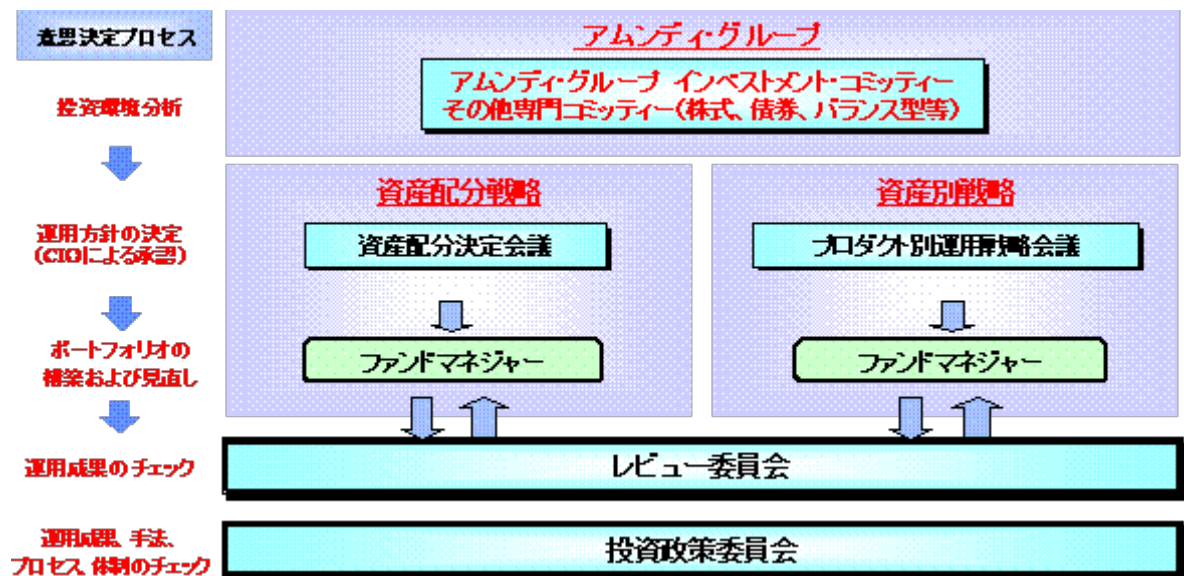 意思決定プロセス
アムンディ・グループ
アムンディ・グループ インベストメント・コミッティー
その他専門コミッティー(株式、債券、バランス型等)
投資環境分析
資産配分戦略
資産別戦略
運用方針の決定
(CIOによる承認)
資産配分決定会議
プロダクト別運用戦略会議
ポートフォリオの
構築および見直し
ファンドマネジャー
ファンドマネジャー
運用成果のチェック
レビュー委員会
運用成果、手法、
プロセス、体制のチェック
投資政策委員会